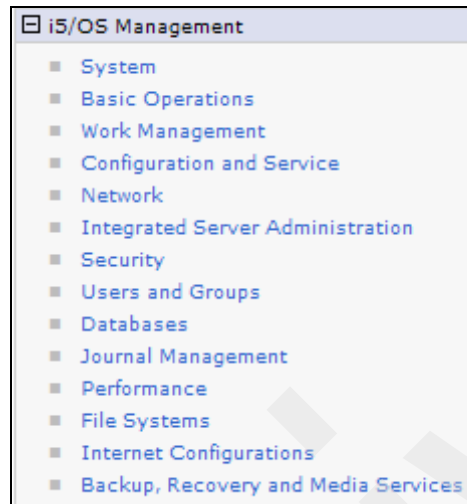 i5/OS Management
System
Basic Operations
Work Management
Configuration and Service
Network
Integrated Server Administration
Security
Users and Groups
Databases
Journal Management
Performance
File Systems
Internet Configurations
Backup, Recovery and Media Services